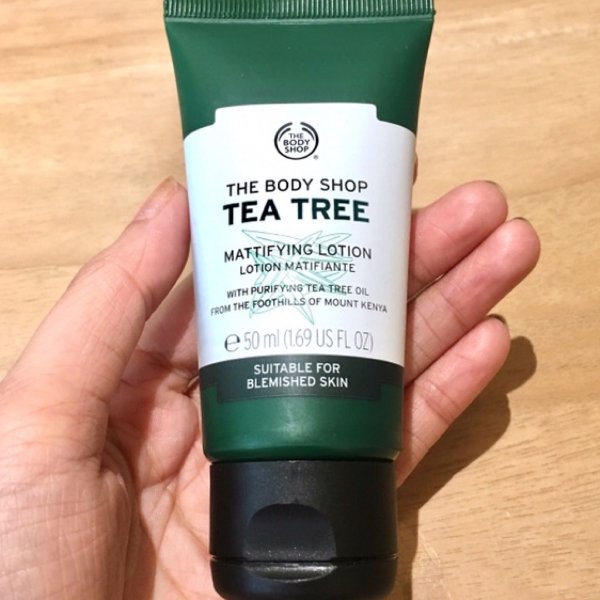 THE
BODY
SHOP
®
THE BODY SHOP
TEA TREE
MATTIFYING LOTION
LOTION MATIFIANTE
WITH PURIFYING TEA TREE OIL
FROM THE FOOTHILLS OF MOUNT KENYA
℮ 50 ml (1.69 US FL OZ)
SUITABLE FOR
BLEMISHED SKIN